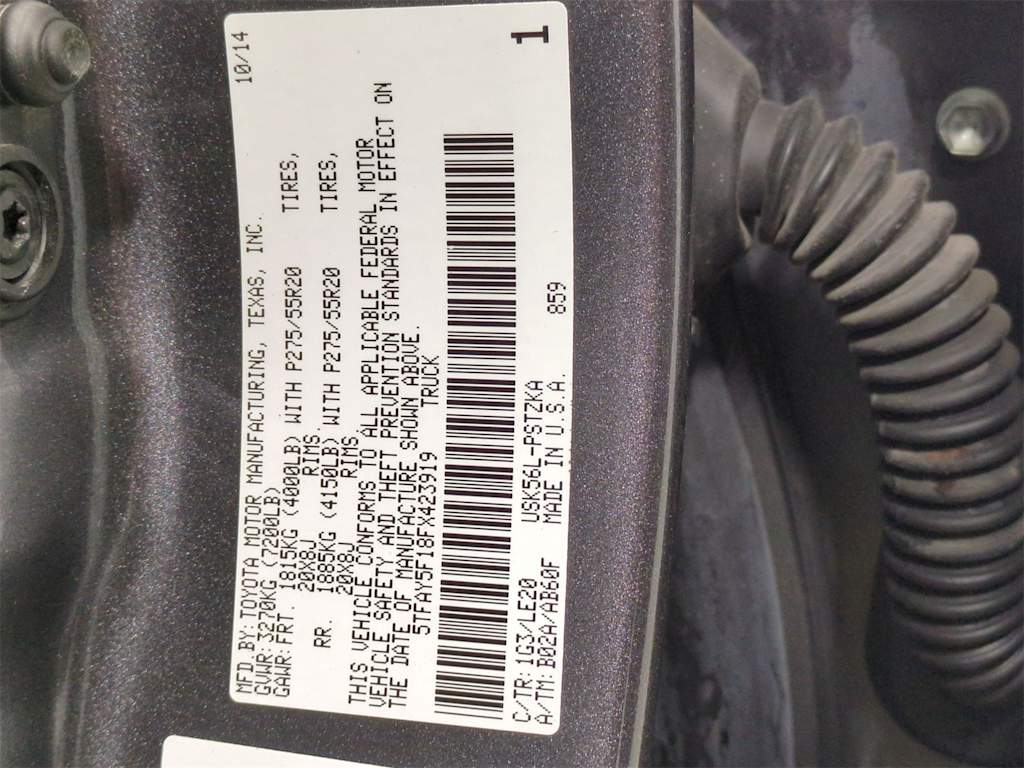 MFD.BY:TOYOTA MOTOR MANUFACTURING, TEXAS, INC. 10/14
GVWR:3270KG(7200LB)
GAWR:FRT. 1815KG (4000LB) WITH P275/55R20 TIRES,
20X8J RIMS.
RR. 1885KG (4150LB) WITH P275/55R20 TIRES,
20X8J RIMS
THIS VEHICLE CONFORMS TO ALL APPLICABLE FEDERAL MOTOR
VEHICLE SAFETY AND THEFT PREVENTION STANDARDS IN EFFECT ON
THE DATE OF MANUFACTURE SHOWN ABOVE.
5TFAY5F18FX423919 TRUCK
C/TR:1G3/LE20 USK56L-PSTZKA 1
A/TM:B02A/AB60F MADE IN U.S.A. 859